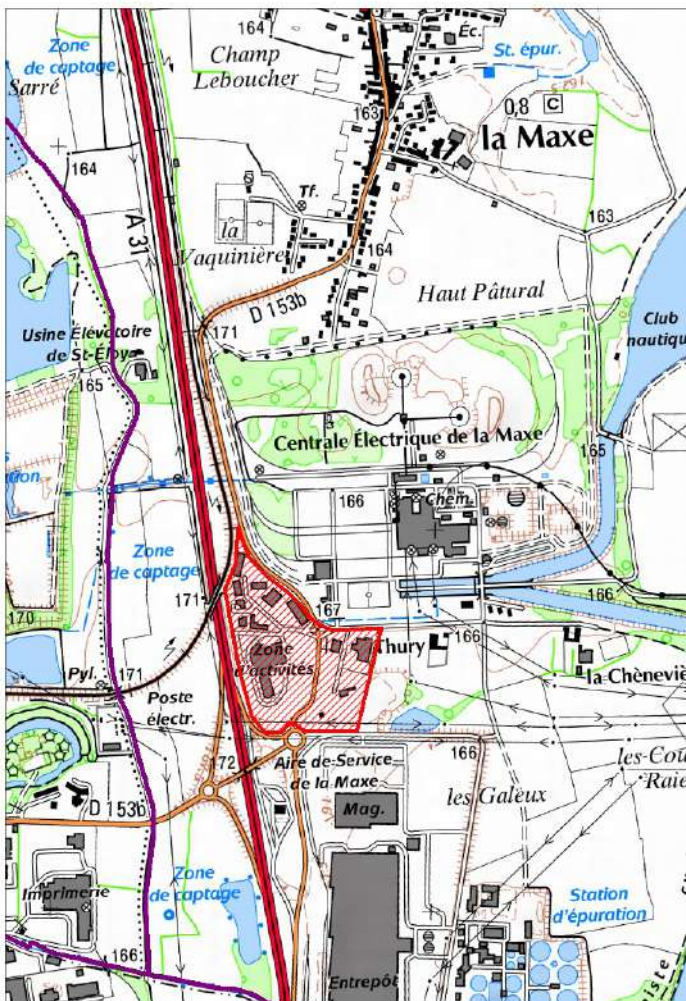 Zone
de captage
Sarré
164
Champ
Leboucher
Éc.
St. épur.
163
0,8
C
la Maxe
164
A 31
Tf.
la
Vaquinière
164
163
D 153b
Haut Pâtural
171
Usine Élévatoire
de St-Éloy
165
Club
nautique
Centrale Électrique de la Maxe
166
Chem.
165
Zone
de captage
171
170
167
166
166
Thury
Zone
d'activités
la Chèneviè
Pyl.
171
Poste
électr.
172
Aire de Service
de la Maxe
166
les Galeux
les-Cou
Raie
D 153b
Mag.
Imprimerie
Zone
de captage
Station
d'épuration
166
Entrepôt
iste